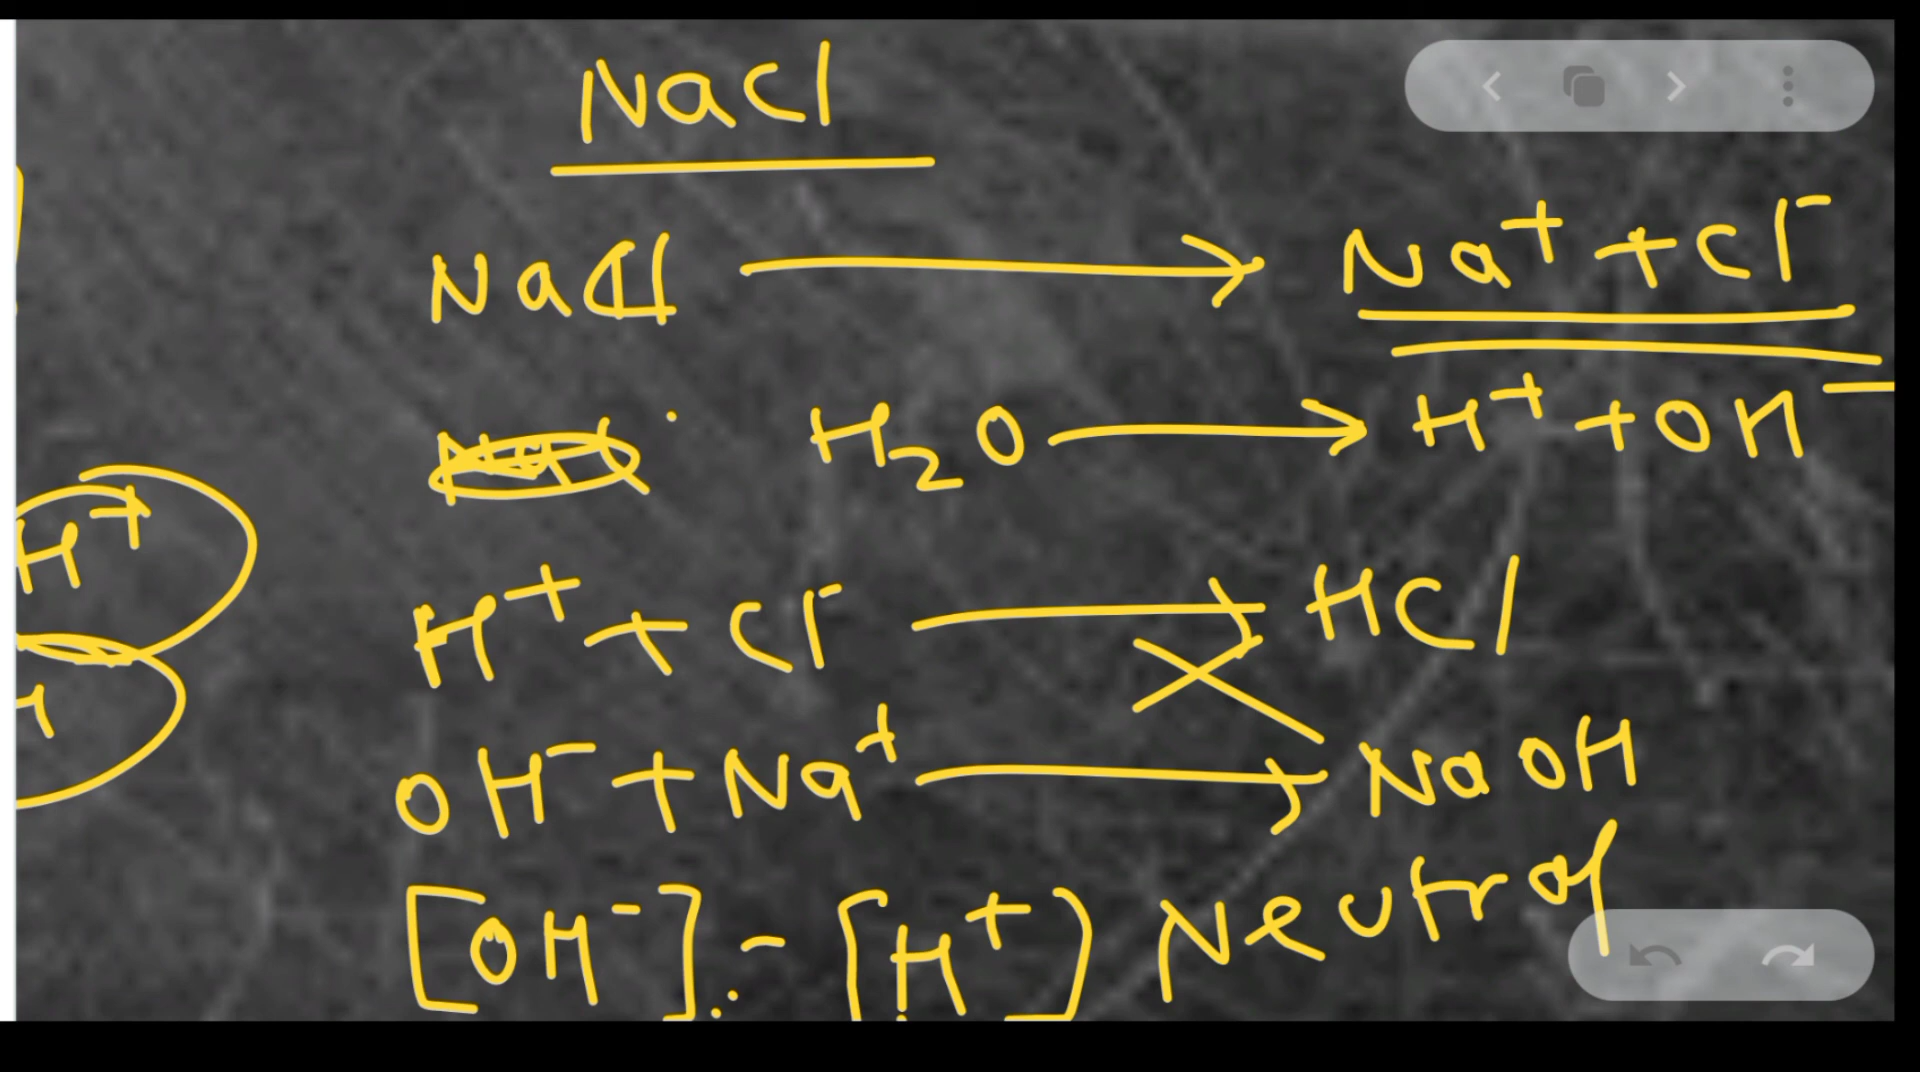 NaCl
NaCl → Na⁺ + Cl⁻
H₂O → H⁺ + OH⁻
H⁺
H⁺ + Cl⁻ → HCl
OH⁻ + Na⁺ → NaOH
[OH⁻] = [H⁺] Neutral